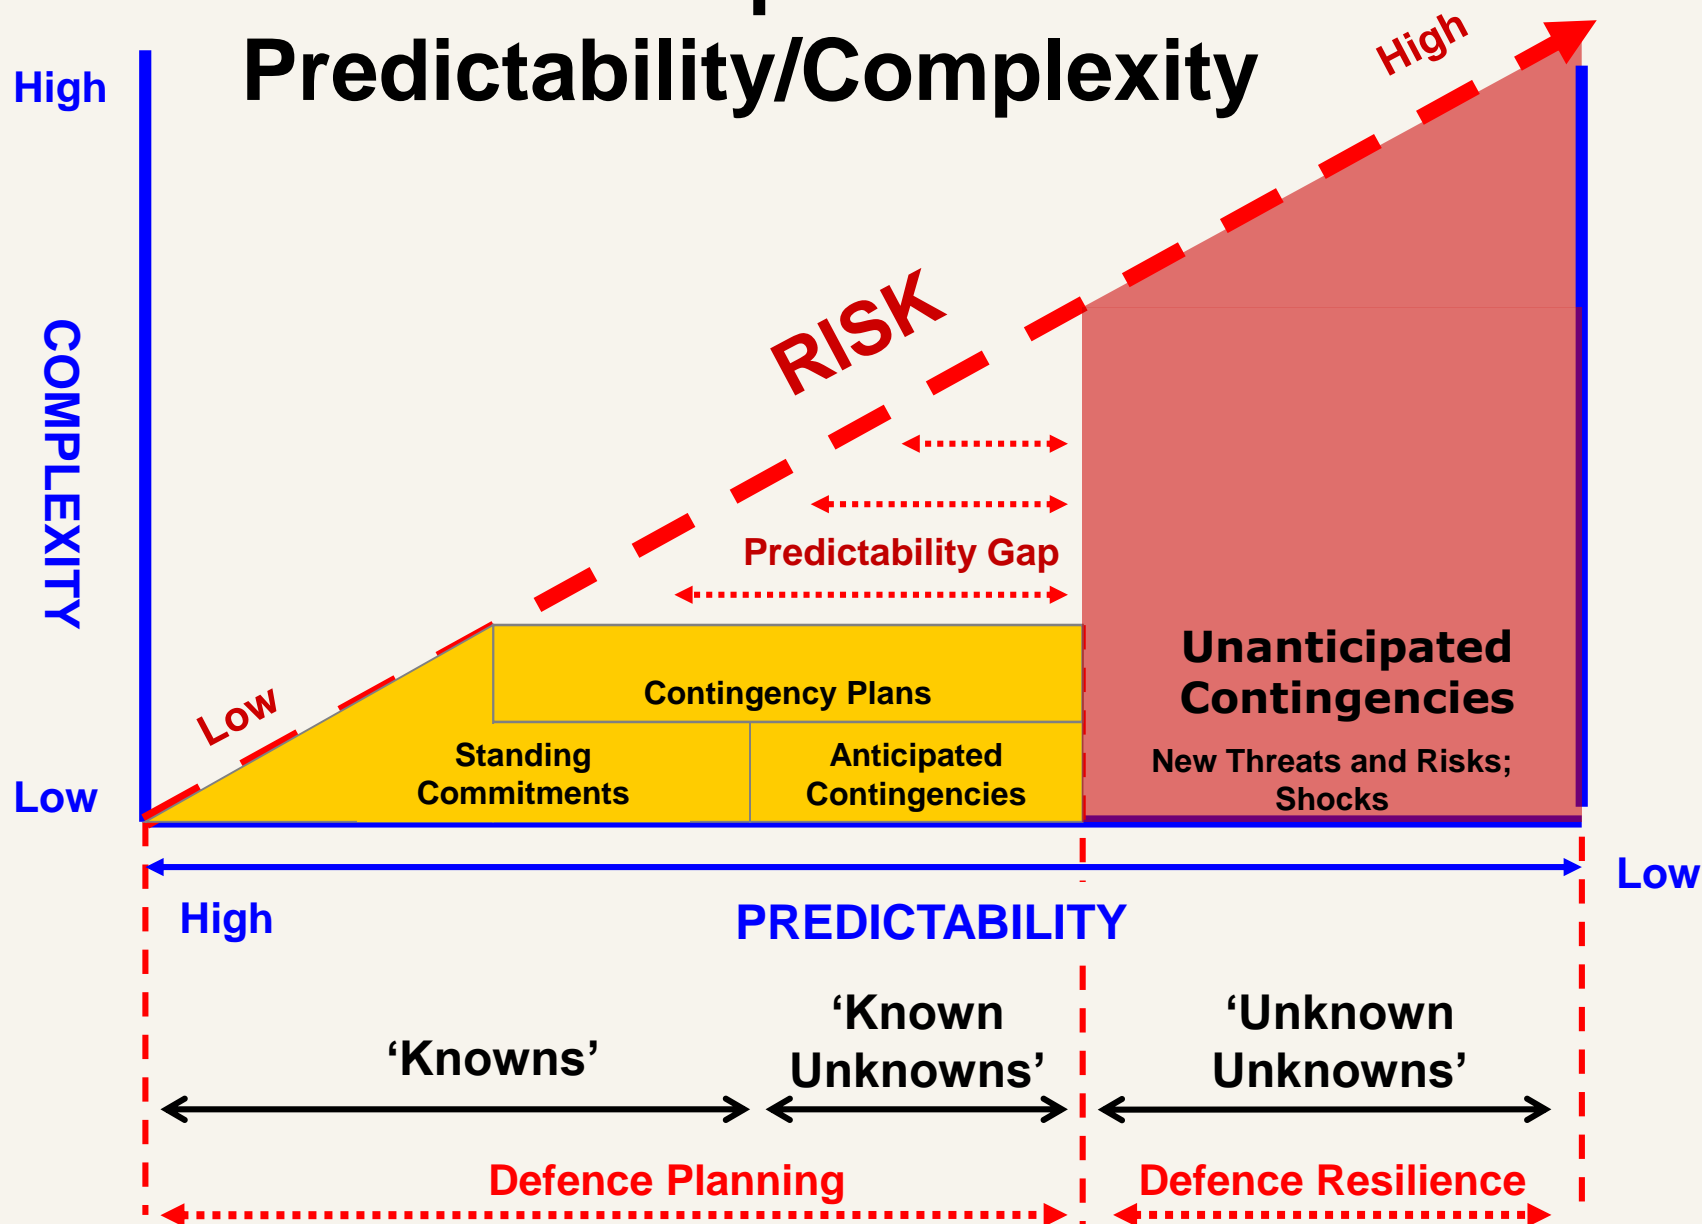 Predictability/Complexity
High
High
COMPLEXITY
RISK
Predictability Gap
Low
Contingency Plans
Standing
Commitments
Anticipated
Contingencies
Unanticipated
Contingencies
New Threats and Risks;
Shocks
Low
High
PREDICTABILITY
Low
‘Knowns’
‘Known
Unknowns’
‘Unknown
Unknowns’
Defence Planning
Defence Resilience